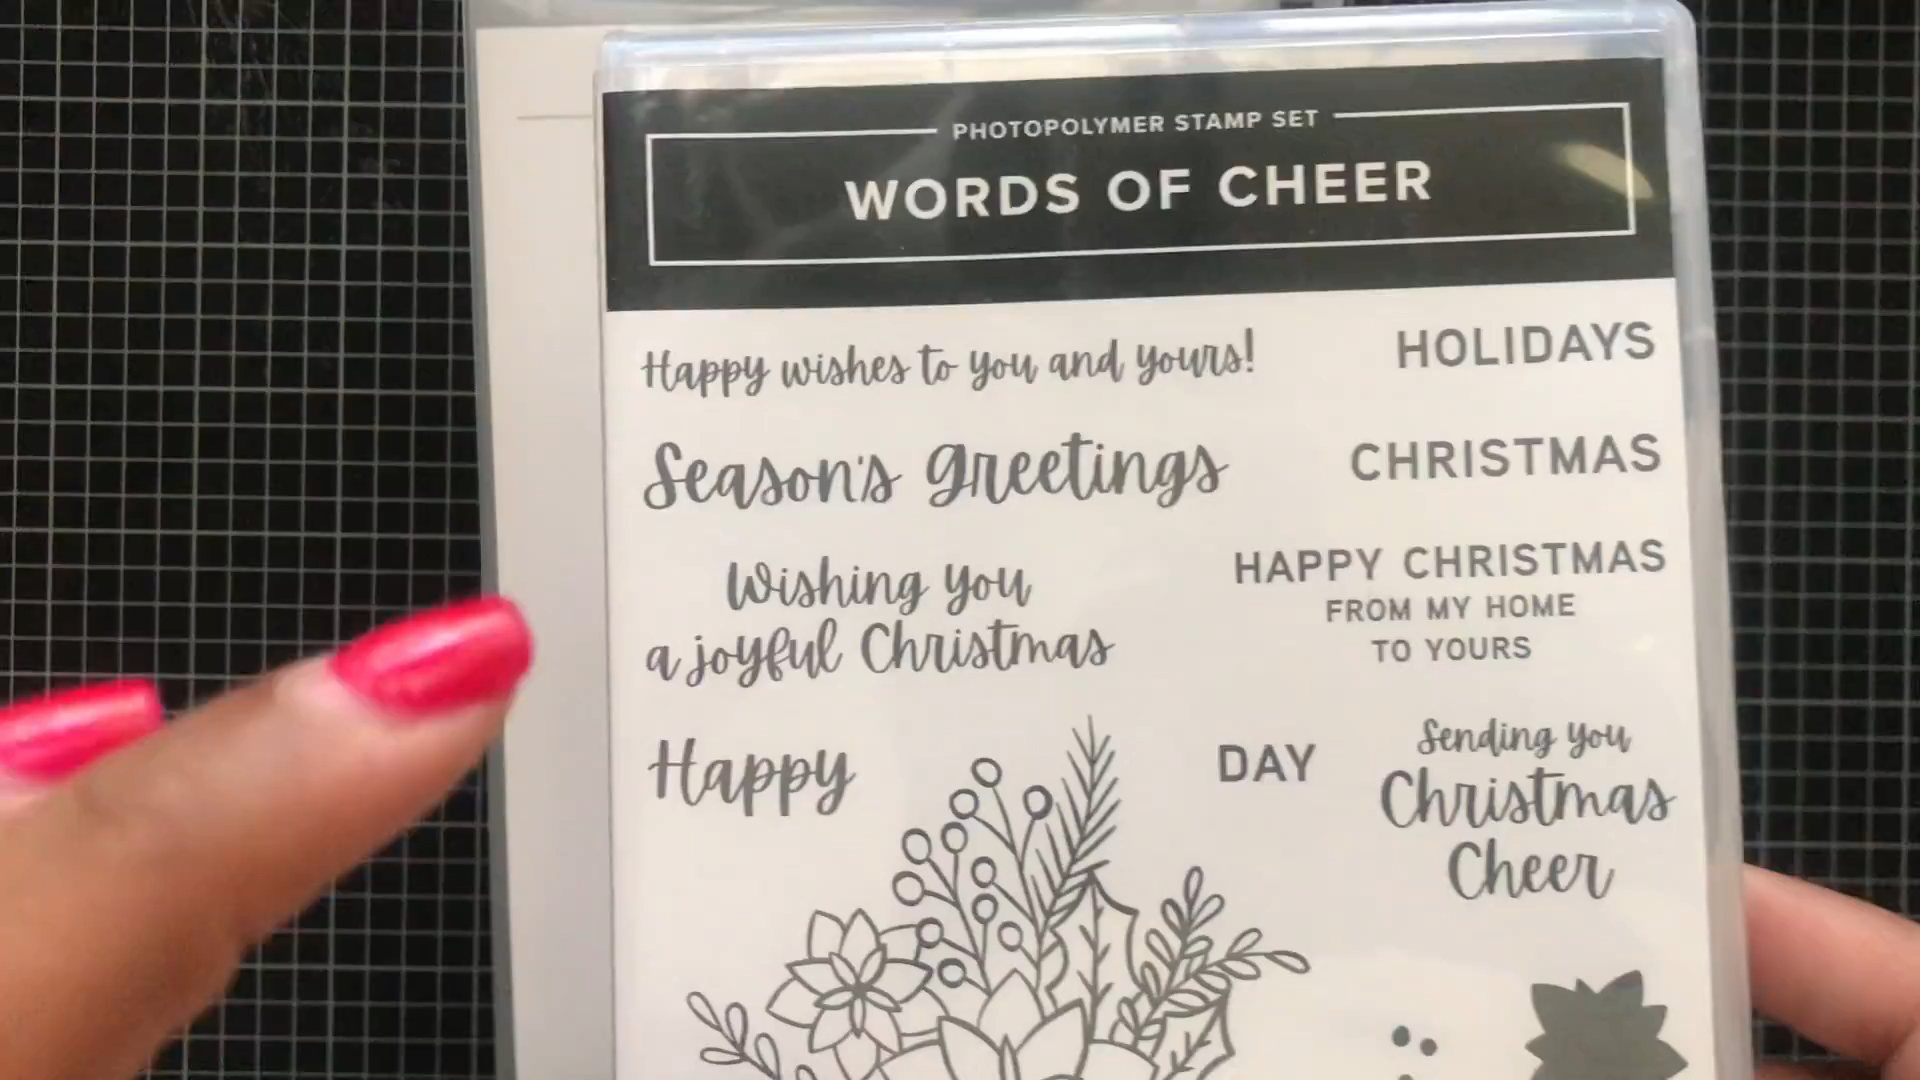 PHOTOPOLYMER STAMP SET
WORDS OF CHEER
Happy wishes to you and yours!
HOLIDAYS
Season's greetings
CHRISTMAS
Wishing you
a joyful Christmas
HAPPY CHRISTMAS
FROM MY HOME
TO YOURS
Happy
DAY
Sending you
Christmas
Cheer